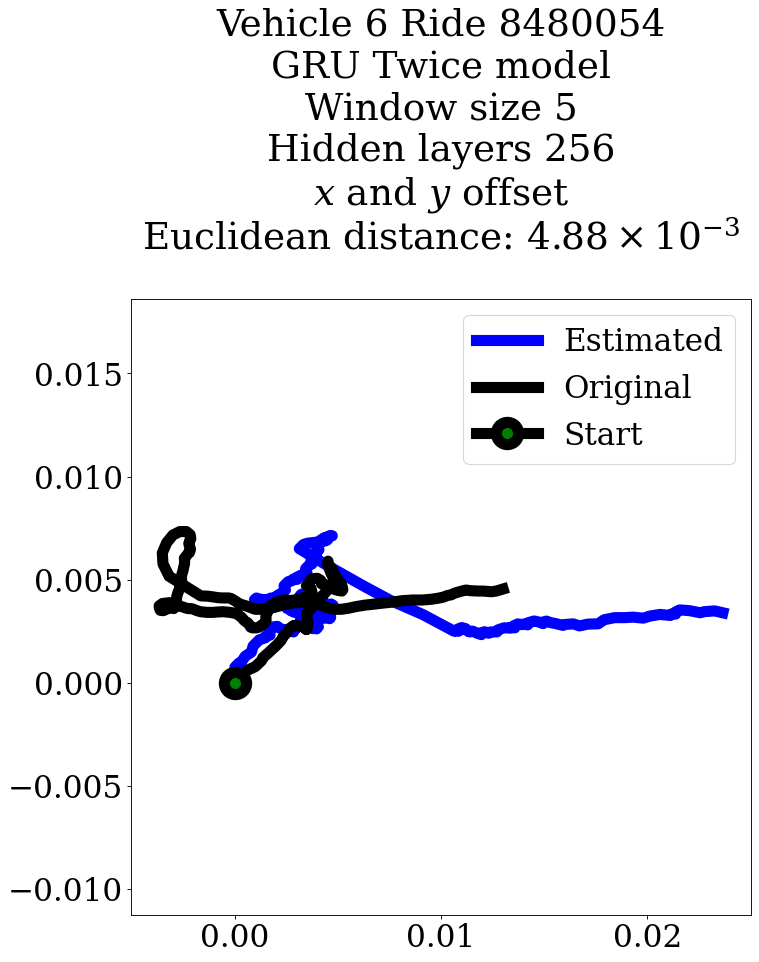 Vehicle 6 Ride 8480054
GRU Twice model
Window size 5
Hidden layers 256
x and y offset
Euclidean distance: 4.88 × 10⁻³
Estimated
Original
Start
0.015
0.010
0.005
0.000
−0.005
−0.010
0.00 0.01 0.02